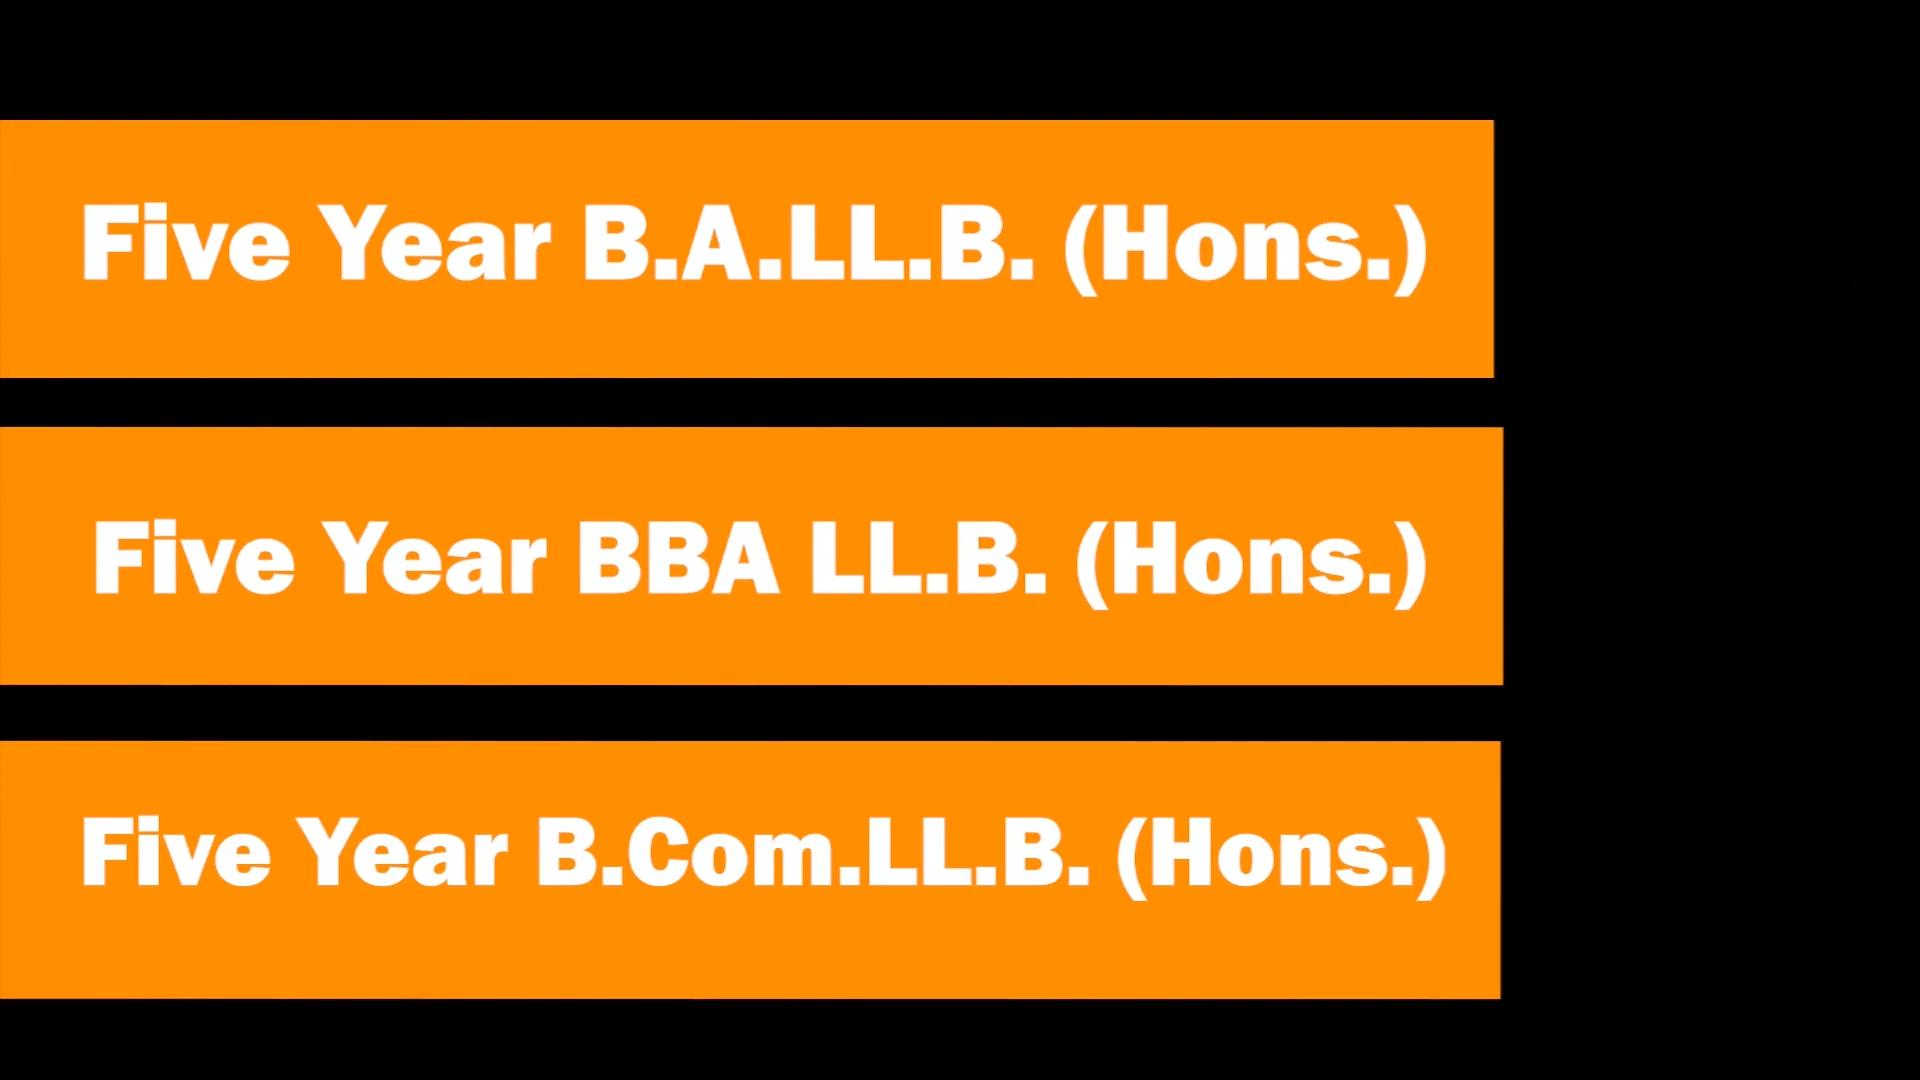 Five Year B.A.LL.B. (Hons.)
Five Year BBA LL.B. (Hons.)
Five Year B.Com.LL.B. (Hons.)